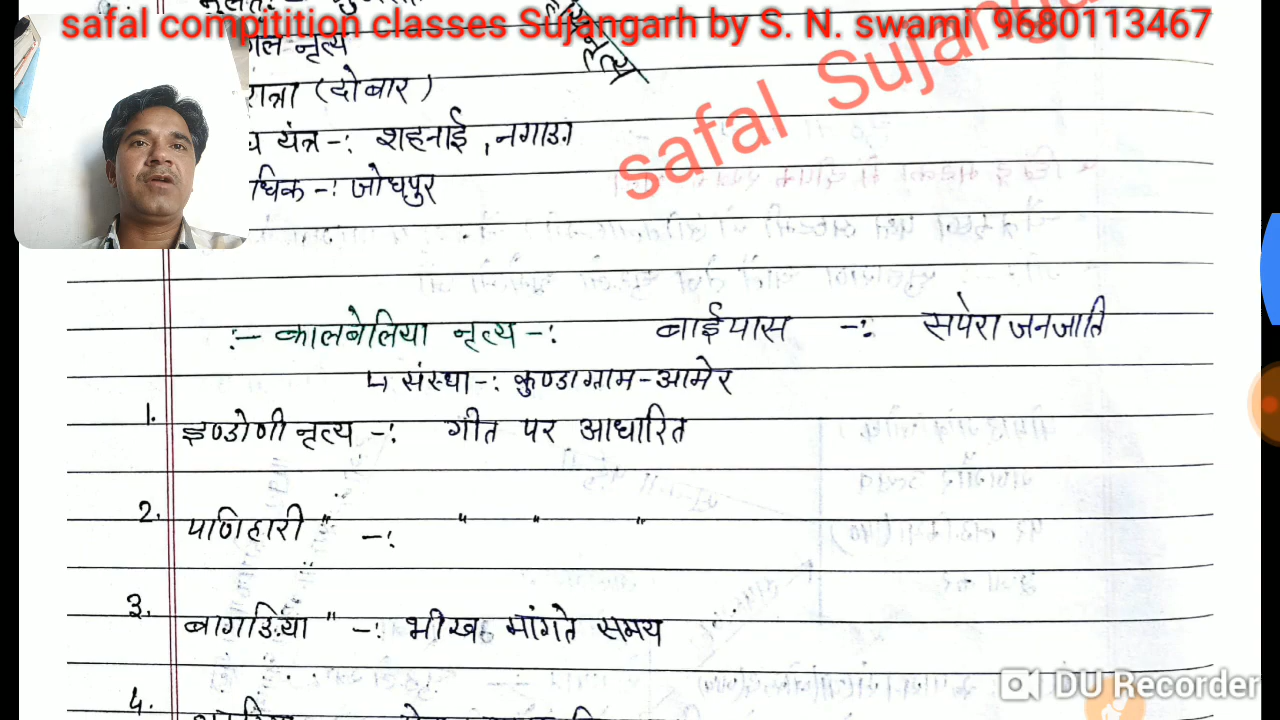 safal compitition classes Sujangarh by S. N. swami 9680113467
नृत्य
(दोबार)
यंत्र -: शहनाई, नगाड़ा
-: जोधपुर
safal Sujang
:- कालबेलिया नृत्य -: बाईपास -: सपेरा जनजाति
↳ संस्था -: कुण्डाग्राम - आमेर
1. इण्डोणी नृत्य -: गीत पर आधारित
2. पणिहारी " -: " " "
3. बागडिया " -: भीख मांगते समय
4.
DU Recorder